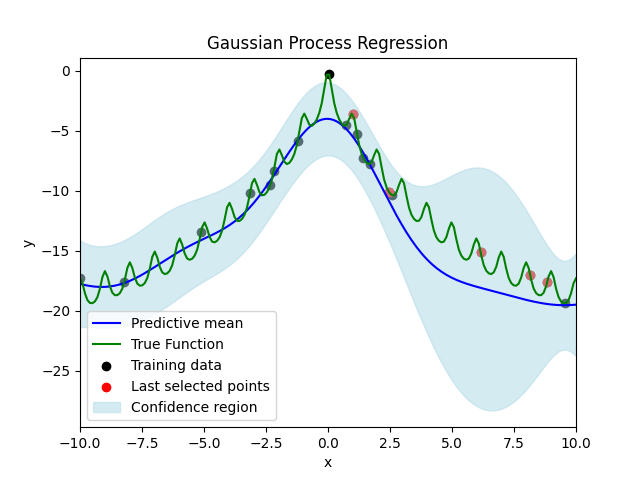 Gaussian Process Regression
0
−5
−10
−15
−20
−25
y
Predictive mean
True Function
Training data
Last selected points
Confidence region
−10.0 −7.5 −5.0 −2.5 0.0 2.5 5.0 7.5 10.0
x